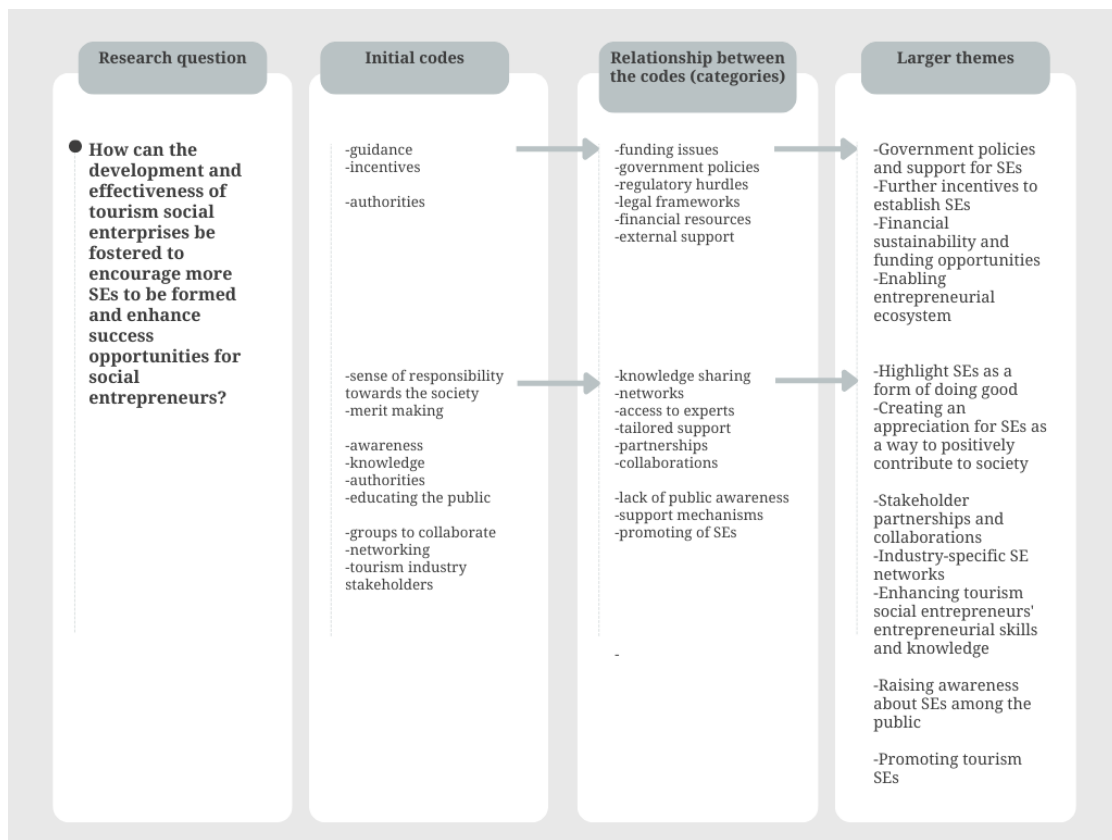 Research question
How can the
development and
effectiveness of
tourism social
enterprises be
fostered to
encourage more
SEs to be formed
and enhance
success
opportunities for
social
entrepreneurs?
Initial codes
-guidance
-incentives
-authorities
-sense of responsibility
towards the society
-merit making
-awareness
-knowledge
-authorities
-educating the public
-groups to collaborate
-networking
-tourism industry
stakeholders
Relationship between
the codes (categories)
-funding issues
-government policies
-regulatory hurdles
-legal frameworks
-financial resources
-external support
-knowledge sharing
-networks
-access to experts
-tailored support
-partnerships
-collaborations
-lack of public awareness
-support mechanisms
-promoting of SEs
-
Larger themes
-Government policies
and support for SEs
-Further incentives to
establish SEs
-Financial
sustainability and
funding opportunities
-Enabling
entrepreneurial
ecosystem
-Highlight SEs as a
form of doing good
-Creating an
appreciation for SEs as
a way to positively
contribute to society
-Stakeholder
partnerships and
collaborations
-Industry-specific SE
networks
-Enhancing tourism
social entrepreneurs'
entrepreneurial skills
and knowledge
-Raising awareness
about SEs among the
public
-Promoting tourism
SEs